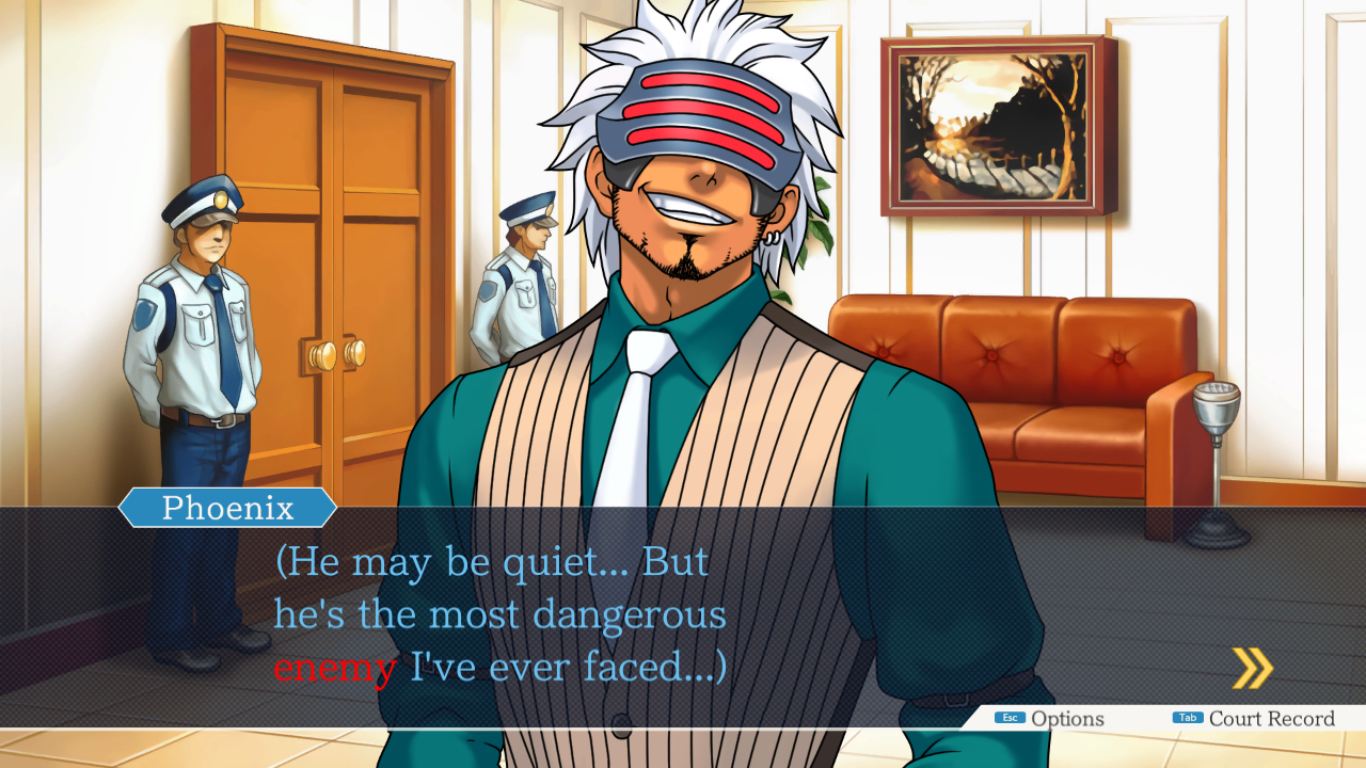 Phoenix
(He may be quiet... But
he's the most dangerous
enemy I've ever faced...)
Esc Options
Tab Court Record